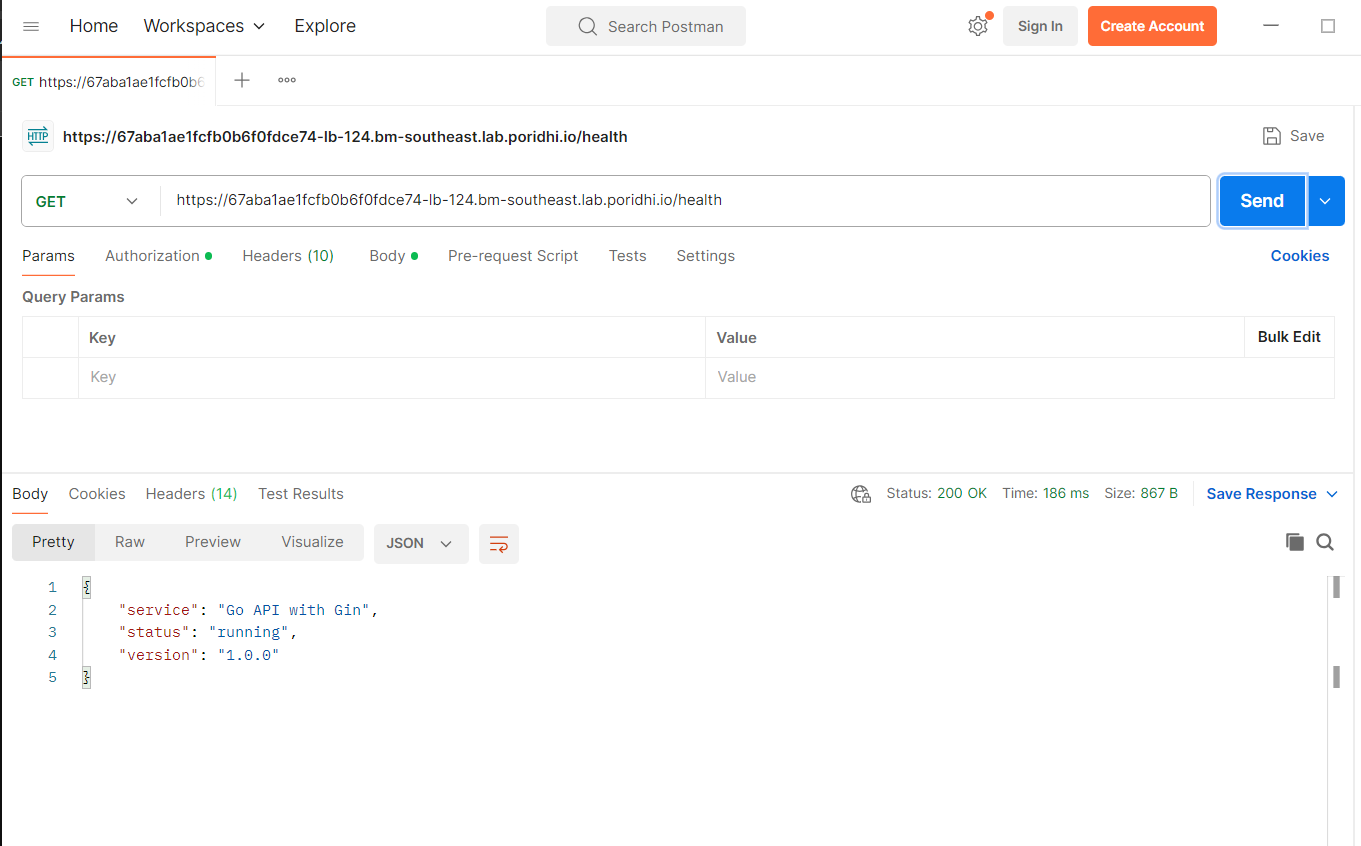 Home Workspaces Explore Search Postman Sign In Create Account
GET https://67aba1ae1fcfb0b6
HTTP https://67aba1ae1fcfb0b6f0fdce74-lb-124.bm-southeast.lab.poridhi.io/health Save
GET https://67aba1ae1fcfb0b6f0fdce74-lb-124.bm-southeast.lab.poridhi.io/health Send
Params Authorization Headers (10) Body Pre-request Script Tests Settings Cookies
Query Params
Key Value Bulk Edit
Key Value
Body Cookies Headers (14) Test Results Status: 200 OK Time: 186 ms Size: 867 B Save Response
Pretty Raw Preview Visualize JSON
1 {
2 "service": "Go API with Gin",
3 "status": "running",
4 "version": "1.0.0"
5 }